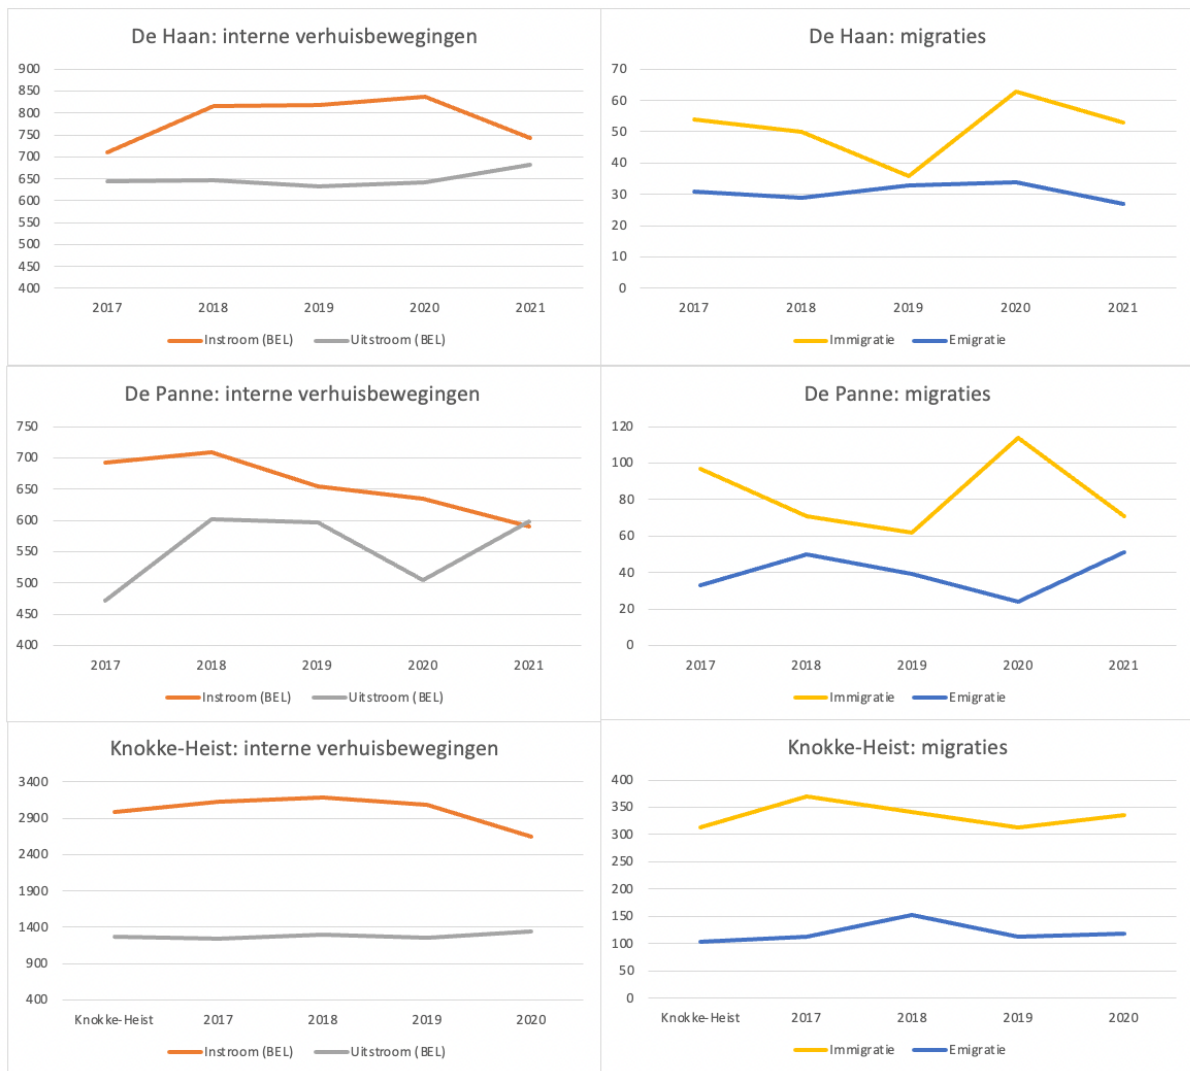 De Haan: interne verhuisbewegingen
900
850
800
750
700
650
600
550
500
450
400
2017 2018 2019 2020 2021
Instroom (BEL) Uitstroom (BEL)
De Haan: migraties
70
60
50
40
30
20
10
0
2017 2018 2019 2020 2021
Immigratie Emigratie
De Panne: interne verhuisbewegingen
750
700
650
600
550
500
450
400
2017 2018 2019 2020 2021
Instroom (BEL) Uitstroom (BEL)
De Panne: migraties
120
100
80
60
40
20
0
2017 2018 2019 2020 2021
Immigratie Emigratie
Knokke-Heist: interne verhuisbewegingen
3400
2900
2400
1900
1400
900
400
Knokke-Heist 2017 2018 2019 2020
Instroom (BEL) Uitstroom (BEL)
Knokke-Heist: migraties
400
350
300
250
200
150
100
50
0
Knokke-Heist 2017 2018 2019 2020
Immigratie Emigratie